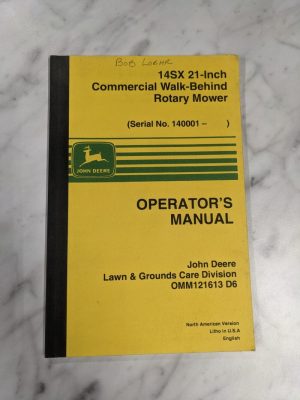 BOB LOEHR
14SX 21-Inch
Commercial Walk-Behind
Rotary Mower
(Serial No. 140001 –       )
JOHN DEERE
OPERATOR'S
MANUAL
John Deere
Lawn & Grounds Care Division
OMM121613 D6
North American Version
Litho in U.S.A
English